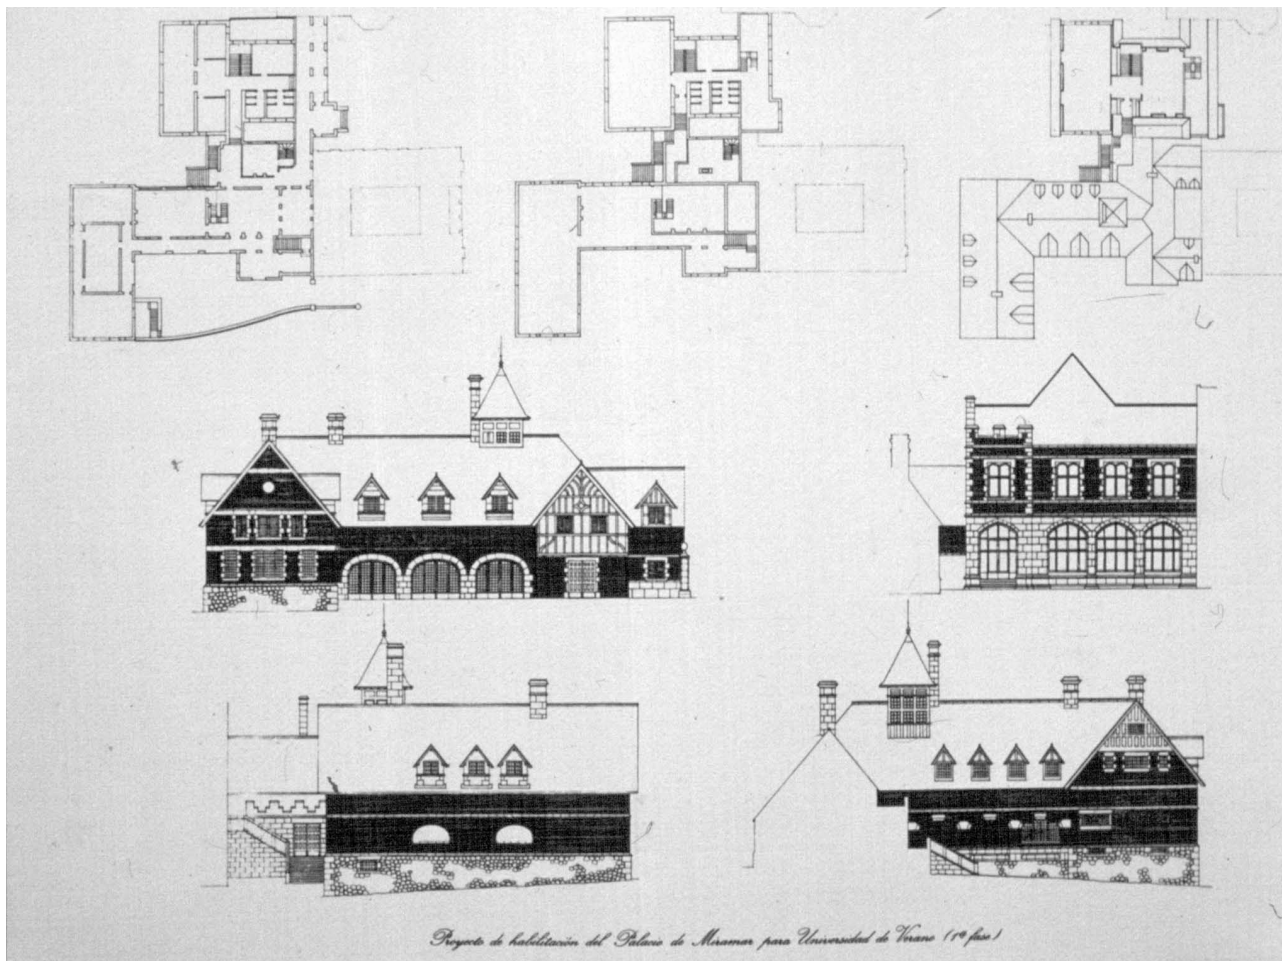 Proyecto de habilitación del Palacio de Miramar para Universidad de Verano (1ª fase)